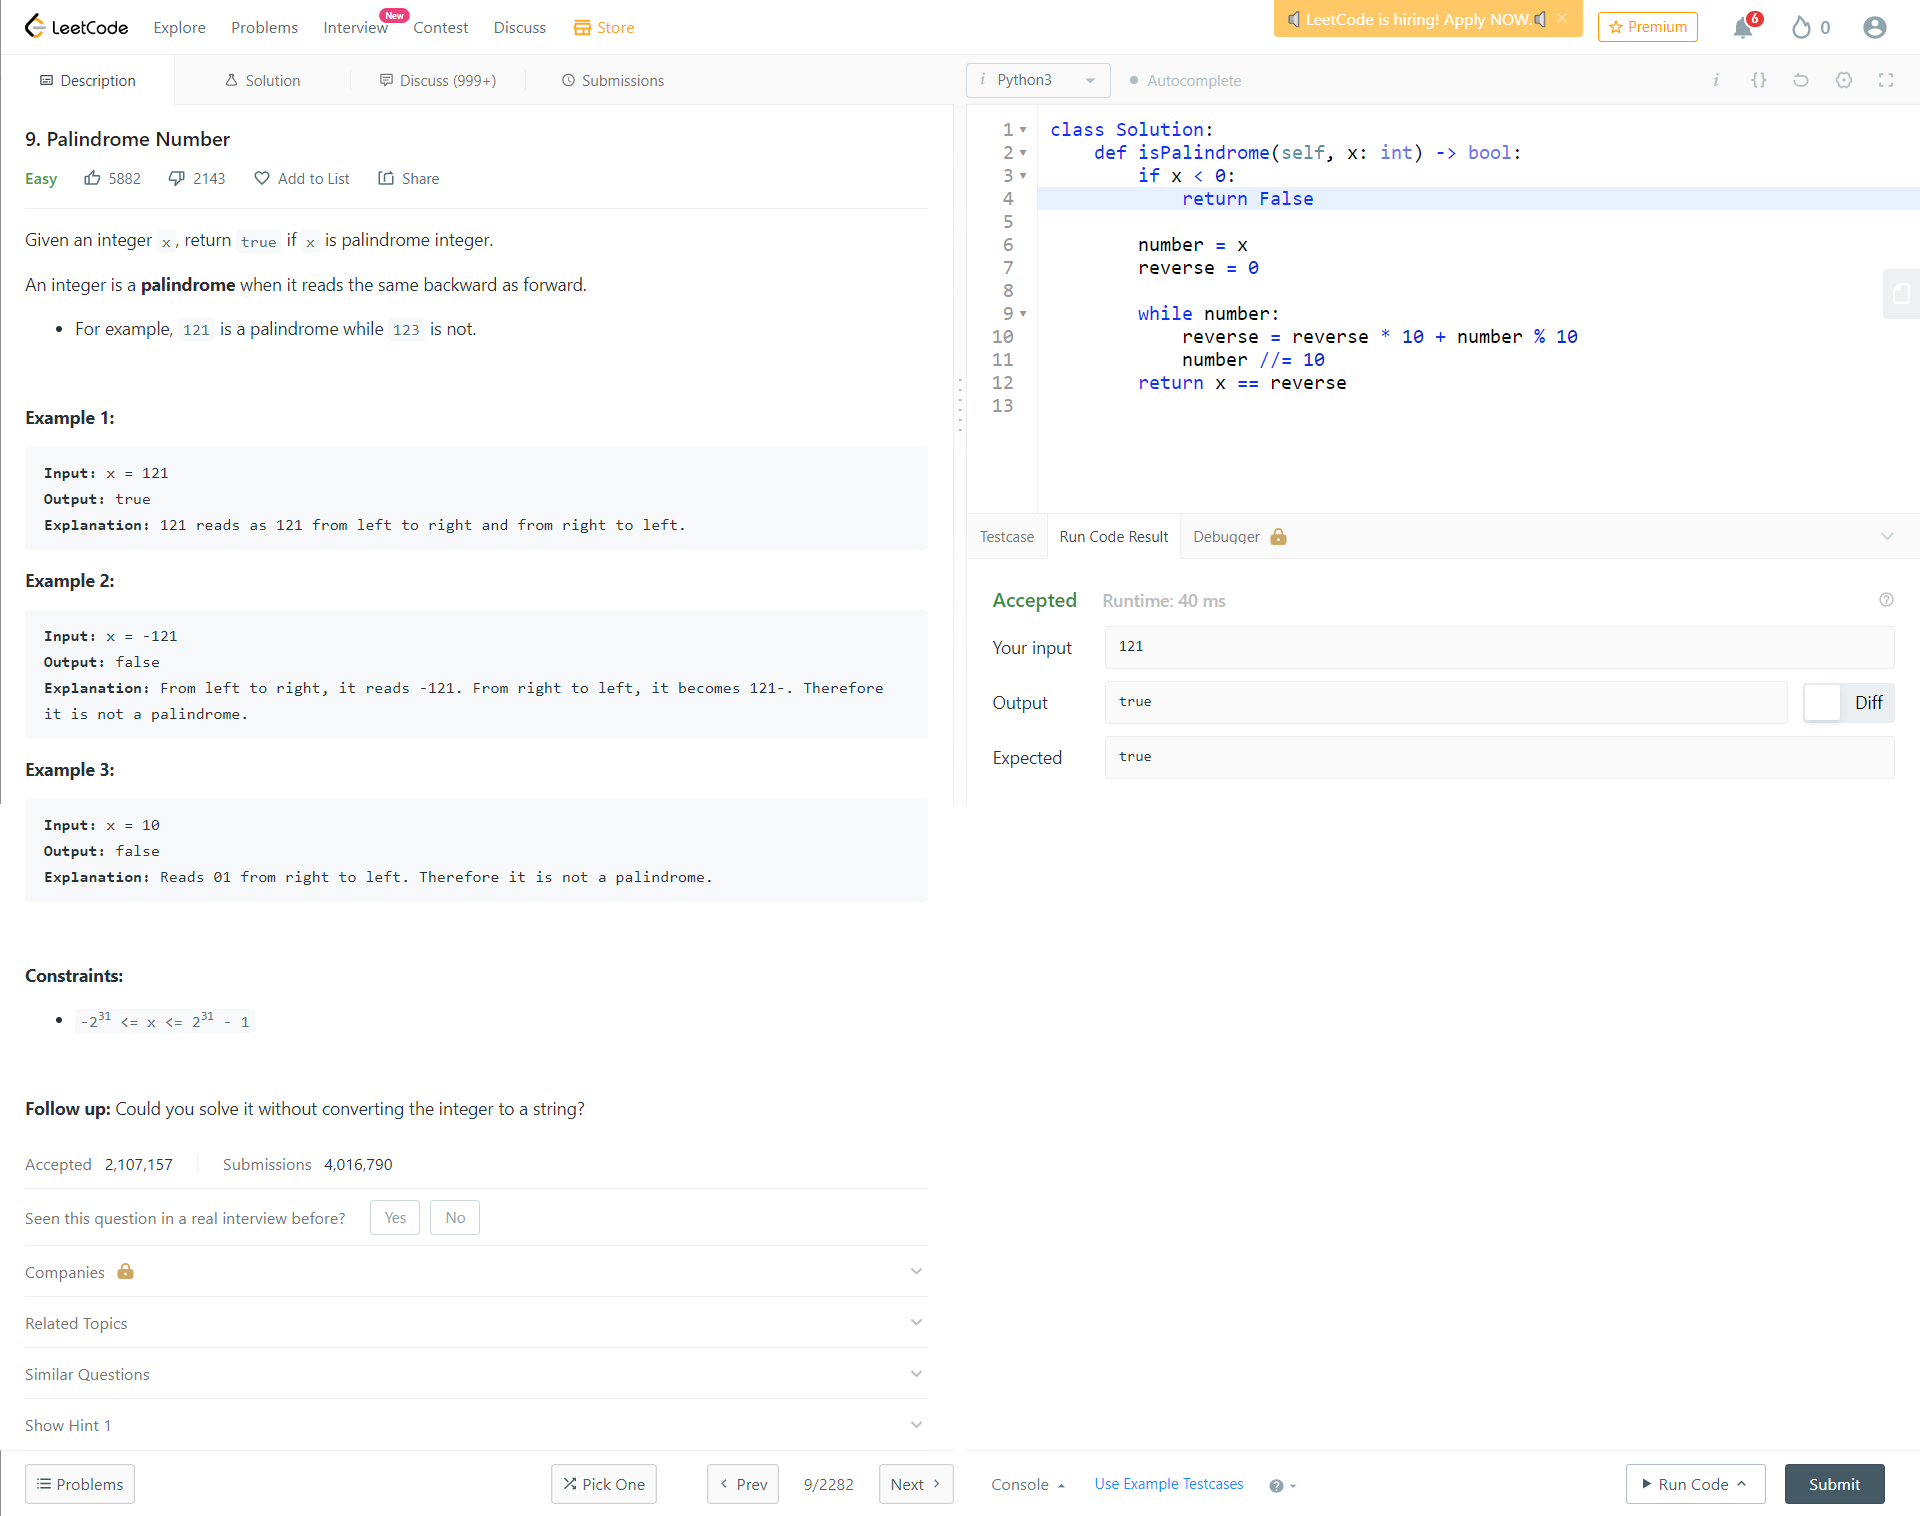 LeetCode Explore Problems Interview New Contest Discuss Store LeetCode is hiring! Apply NOW. × Premium 6 0
Description Solution Discuss (999+) Submissions
i Python3 Autocomplete i {}
9. Palindrome Number
Easy 5882 2143 Add to List Share
Given an integer x, return true if x is palindrome integer.
An integer is a palindrome when it reads the same backward as forward.
• For example, 121 is a palindrome while 123 is not.
Example 1:
Input: x = 121
Output: true
Explanation: 121 reads as 121 from left to right and from right to left.
Example 2:
Input: x = -121
Output: false
Explanation: From left to right, it reads -121. From right to left, it becomes 121-. Therefore
it is not a palindrome.
Example 3:
Input: x = 10
Output: false
Explanation: Reads 01 from right to left. Therefore it is not a palindrome.
Constraints:
• -2³¹ <= x <= 2³¹ - 1
Follow up: Could you solve it without converting the integer to a string?
Accepted 2,107,157 Submissions 4,016,790
Seen this question in a real interview before? Yes No
Companies
Related Topics
Similar Questions
Show Hint 1
Problems Pick One Prev 9/2282 Next
1 class Solution:
2     def isPalindrome(self, x: int) -> bool:
3         if x < 0:
4             return False
5
6         number = x
7         reverse = 0
8
9         while number:
10             reverse = reverse * 10 + number % 10
11             number //= 10
12         return x == reverse
13
Testcase Run Code Result Debugger
Accepted Runtime: 40 ms ?
Your input 121
Output true Diff
Expected true
Console Use Example Testcases ? Run Code Submit